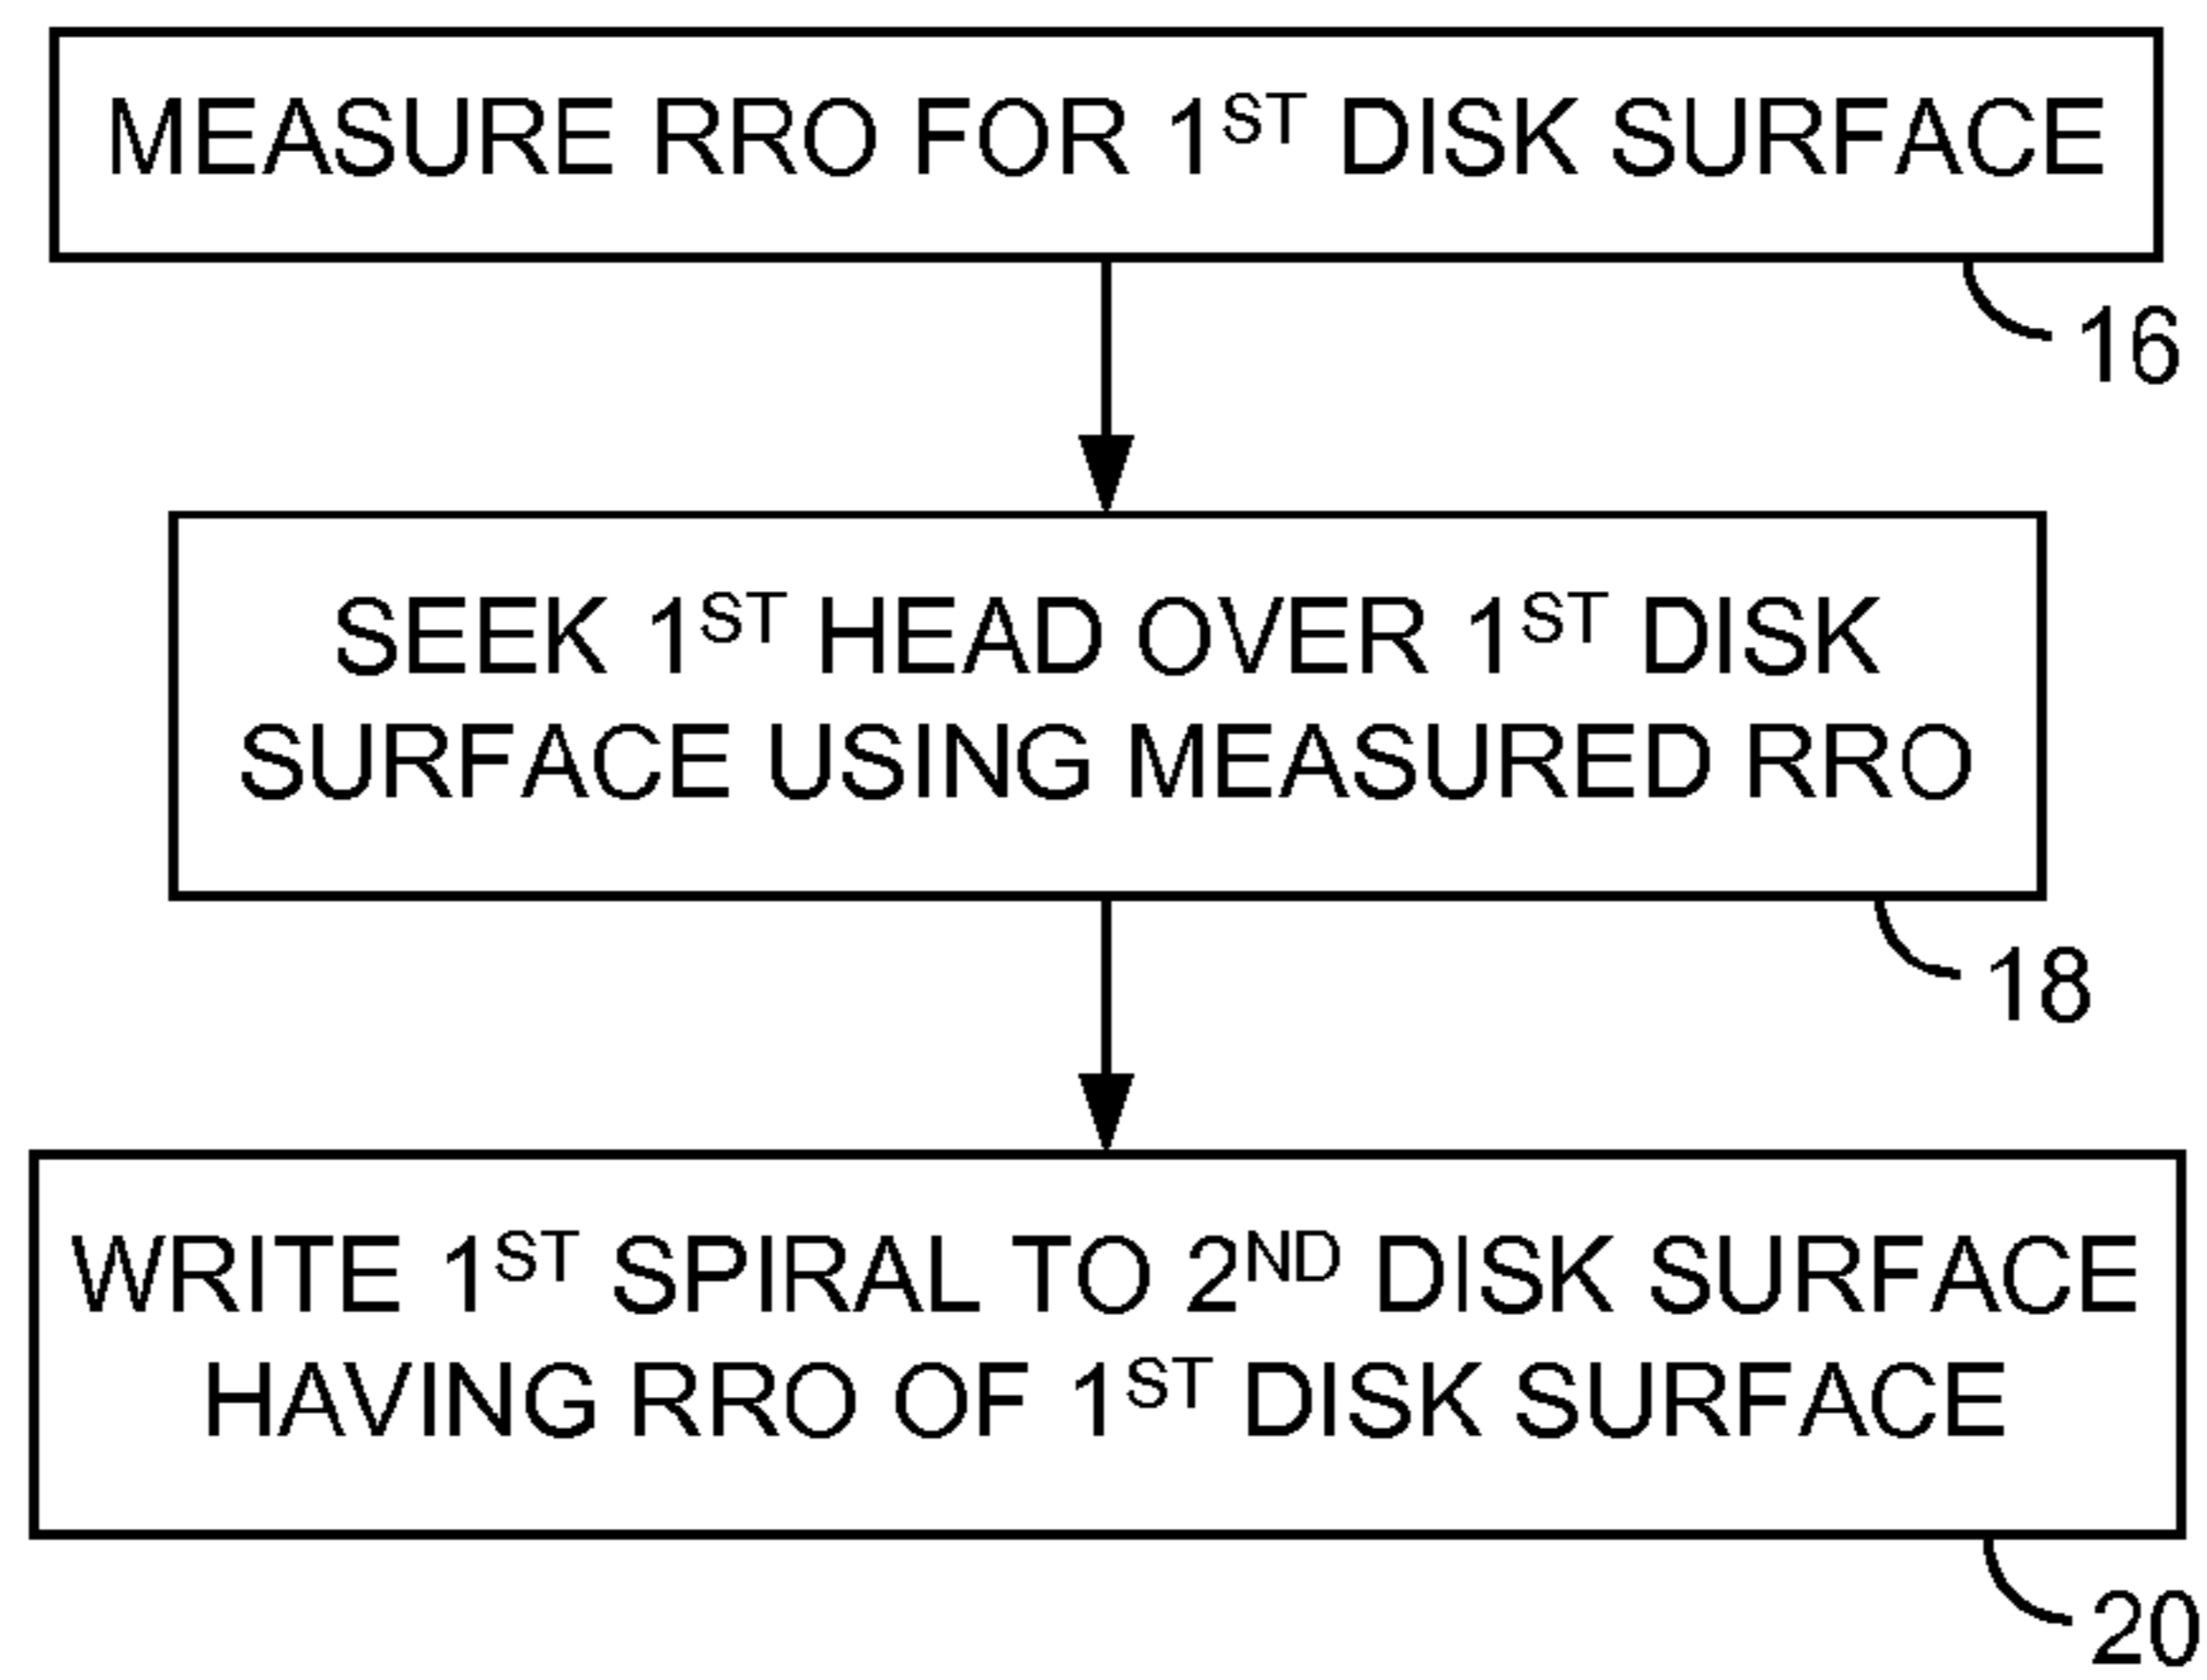 MEASURE RRO FOR 1ST DISK SURFACE
16
SEEK 1ST HEAD OVER 1ST DISK
SURFACE USING MEASURED RRO
18
WRITE 1ST SPIRAL TO 2ND DISK SURFACE
HAVING RRO OF 1ST DISK SURFACE
20